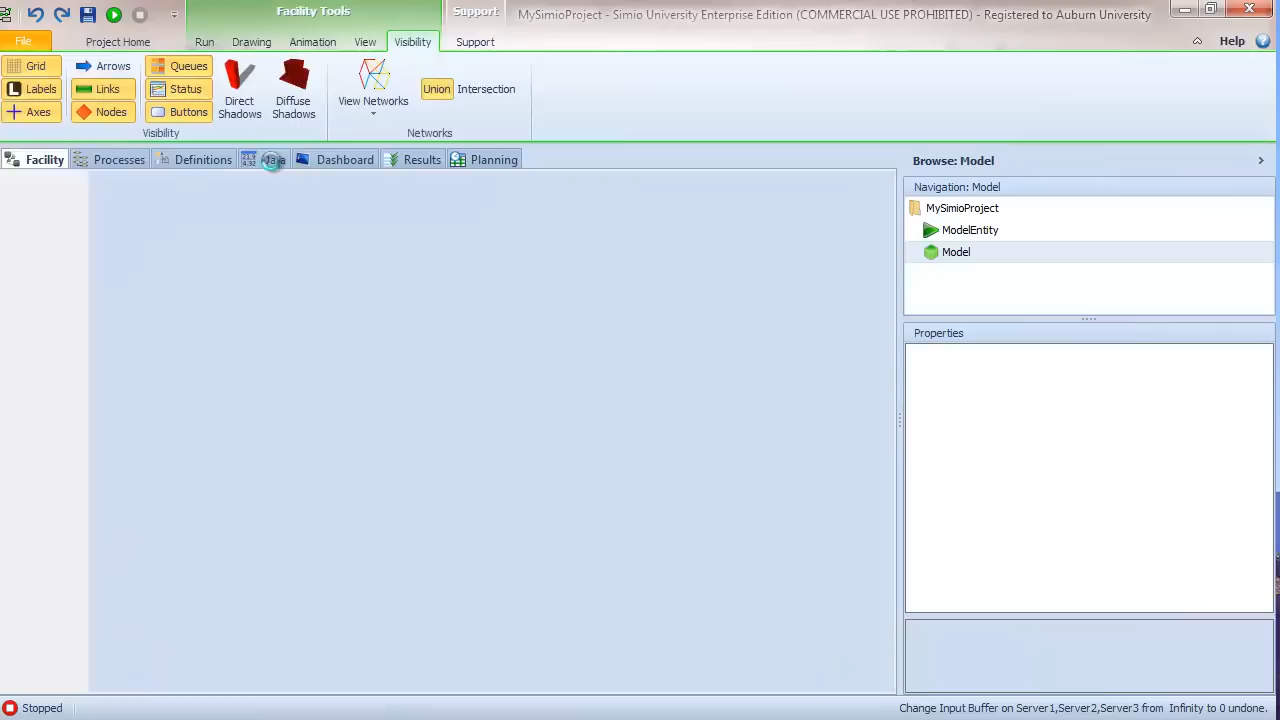 Facility Tools
Support
MySimioProject - Simio University Enterprise Edition (COMMERCIAL USE PROHIBITED) - Registered to Auburn University
File
Project Home
Run
Drawing
Animation
View
Visibility
Support
Help
Grid
Arrows
Queues
Labels
Links
Status
Axes
Nodes
Buttons
Direct Shadows
Diffuse Shadows
View Networks
Union
Intersection
Visibility
Networks
Facility
Processes
Definitions
Dashboard
Results
Planning
Browse: Model
Navigation: Model
MySimioProject
ModelEntity
Model
Properties
Stopped
Change Input Buffer on Server1,Server2,Server3 from Infinity to 0 undone.